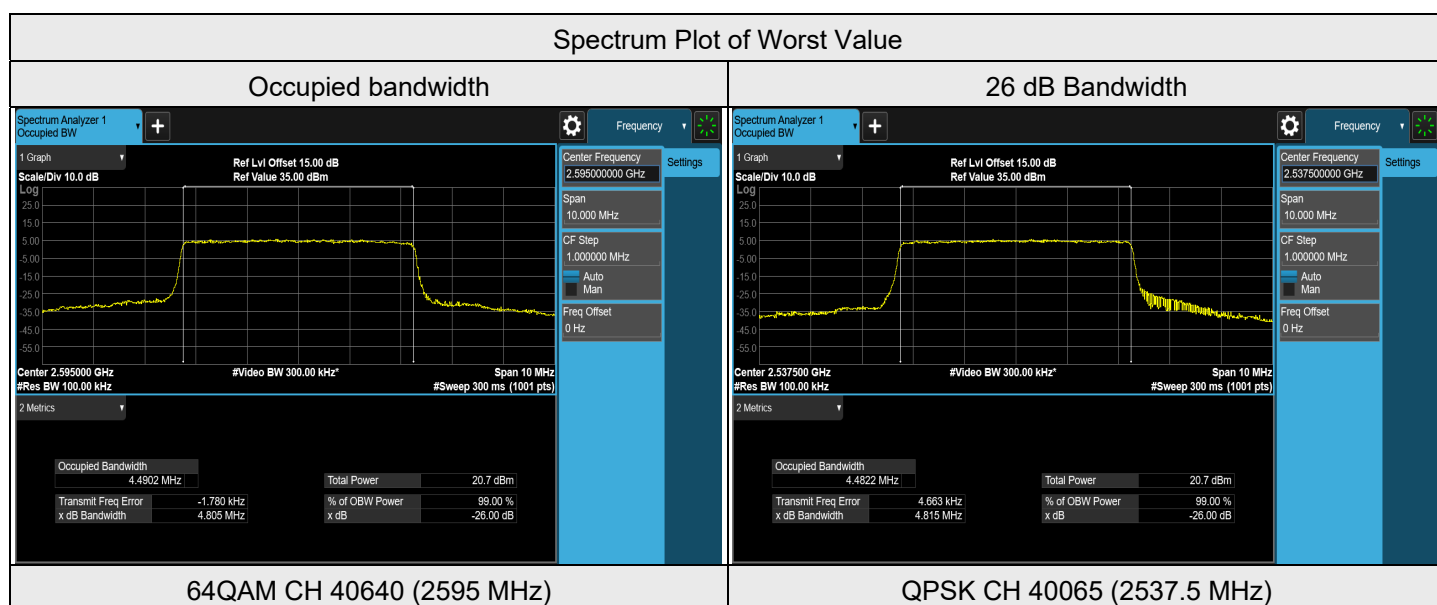 Spectrum Plot of Worst Value
Occupied bandwidth
26 dB Bandwidth
Spectrum Analyzer 1
Occupied BW
+
Frequency
1 Graph
Scale/Div 10.0 dB
Ref Lvl Offset 15.00 dB
Ref Value 35.00 dBm
Log
25.0
15.0
5.00
-5.00
-15.0
-25.0
-35.0
-45.0
-55.0
Center 2.595000 GHz
#Res BW 100.00 kHz
#Video BW 300.00 kHz*
Span 10 MHz
#Sweep 300 ms (1001 pts)
Center Frequency
2.595000000 GHz
Settings
Span
10.000 MHz
CF Step
1.000000 MHz
Auto
Man
Freq Offset
0 Hz
2 Metrics
Occupied Bandwidth
4.4902 MHz
Total Power 20.7 dBm
Transmit Freq Error -1.780 kHz % of OBW Power 99.00 %
x dB Bandwidth 4.805 MHz x dB -26.00 dB
64QAM CH 40640 (2595 MHz)
Spectrum Analyzer 1
Occupied BW
+
Frequency
1 Graph
Scale/Div 10.0 dB
Ref Lvl Offset 15.00 dB
Ref Value 35.00 dBm
Log
25.0
15.0
5.00
-5.00
-15.0
-25.0
-35.0
-45.0
-55.0
Center 2.537500 GHz
#Res BW 100.00 kHz
#Video BW 300.00 kHz*
Span 10 MHz
#Sweep 300 ms (1001 pts)
Center Frequency
2.537500000 GHz
Settings
Span
10.000 MHz
CF Step
1.000000 MHz
Auto
Man
Freq Offset
0 Hz
2 Metrics
Occupied Bandwidth
4.4822 MHz
Total Power 20.7 dBm
Transmit Freq Error 4.663 kHz % of OBW Power 99.00 %
x dB Bandwidth 4.815 MHz x dB -26.00 dB
QPSK CH 40065 (2537.5 MHz)